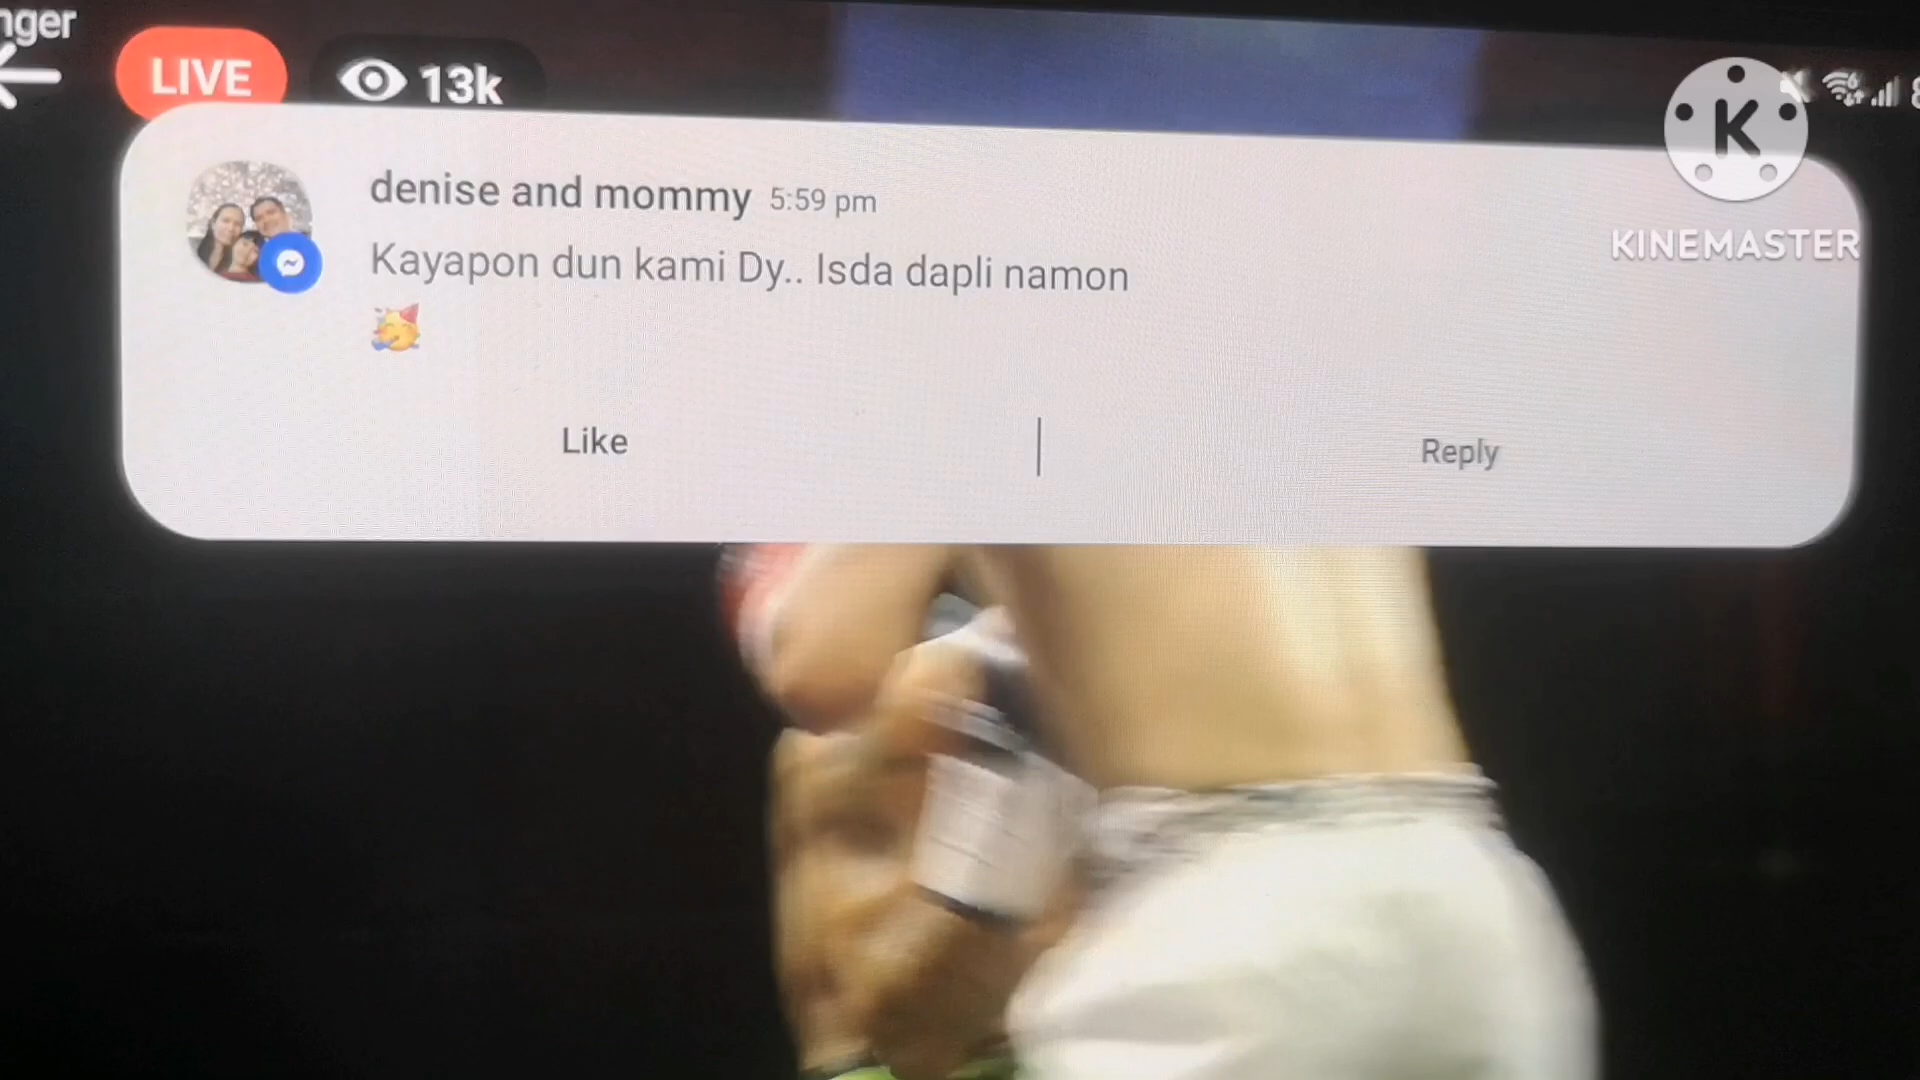 nger
LIVE 13k
K
KINEMASTER
denise and mommy 5:59 pm
Kayapon dun kami Dy.. Isda dapli namon
🥳
Like | Reply